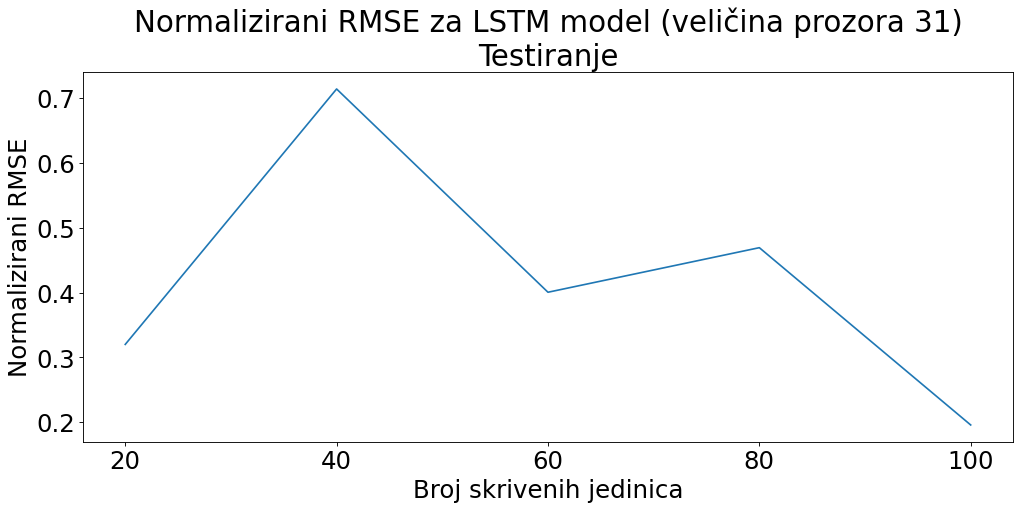 Normalizirani RMSE za LSTM model (veličina prozora 31)
Testiranje
Normalizirani RMSE
0.7
0.6
0.5
0.4
0.3
0.2
20 40 60 80 100
Broj skrivenih jedinica